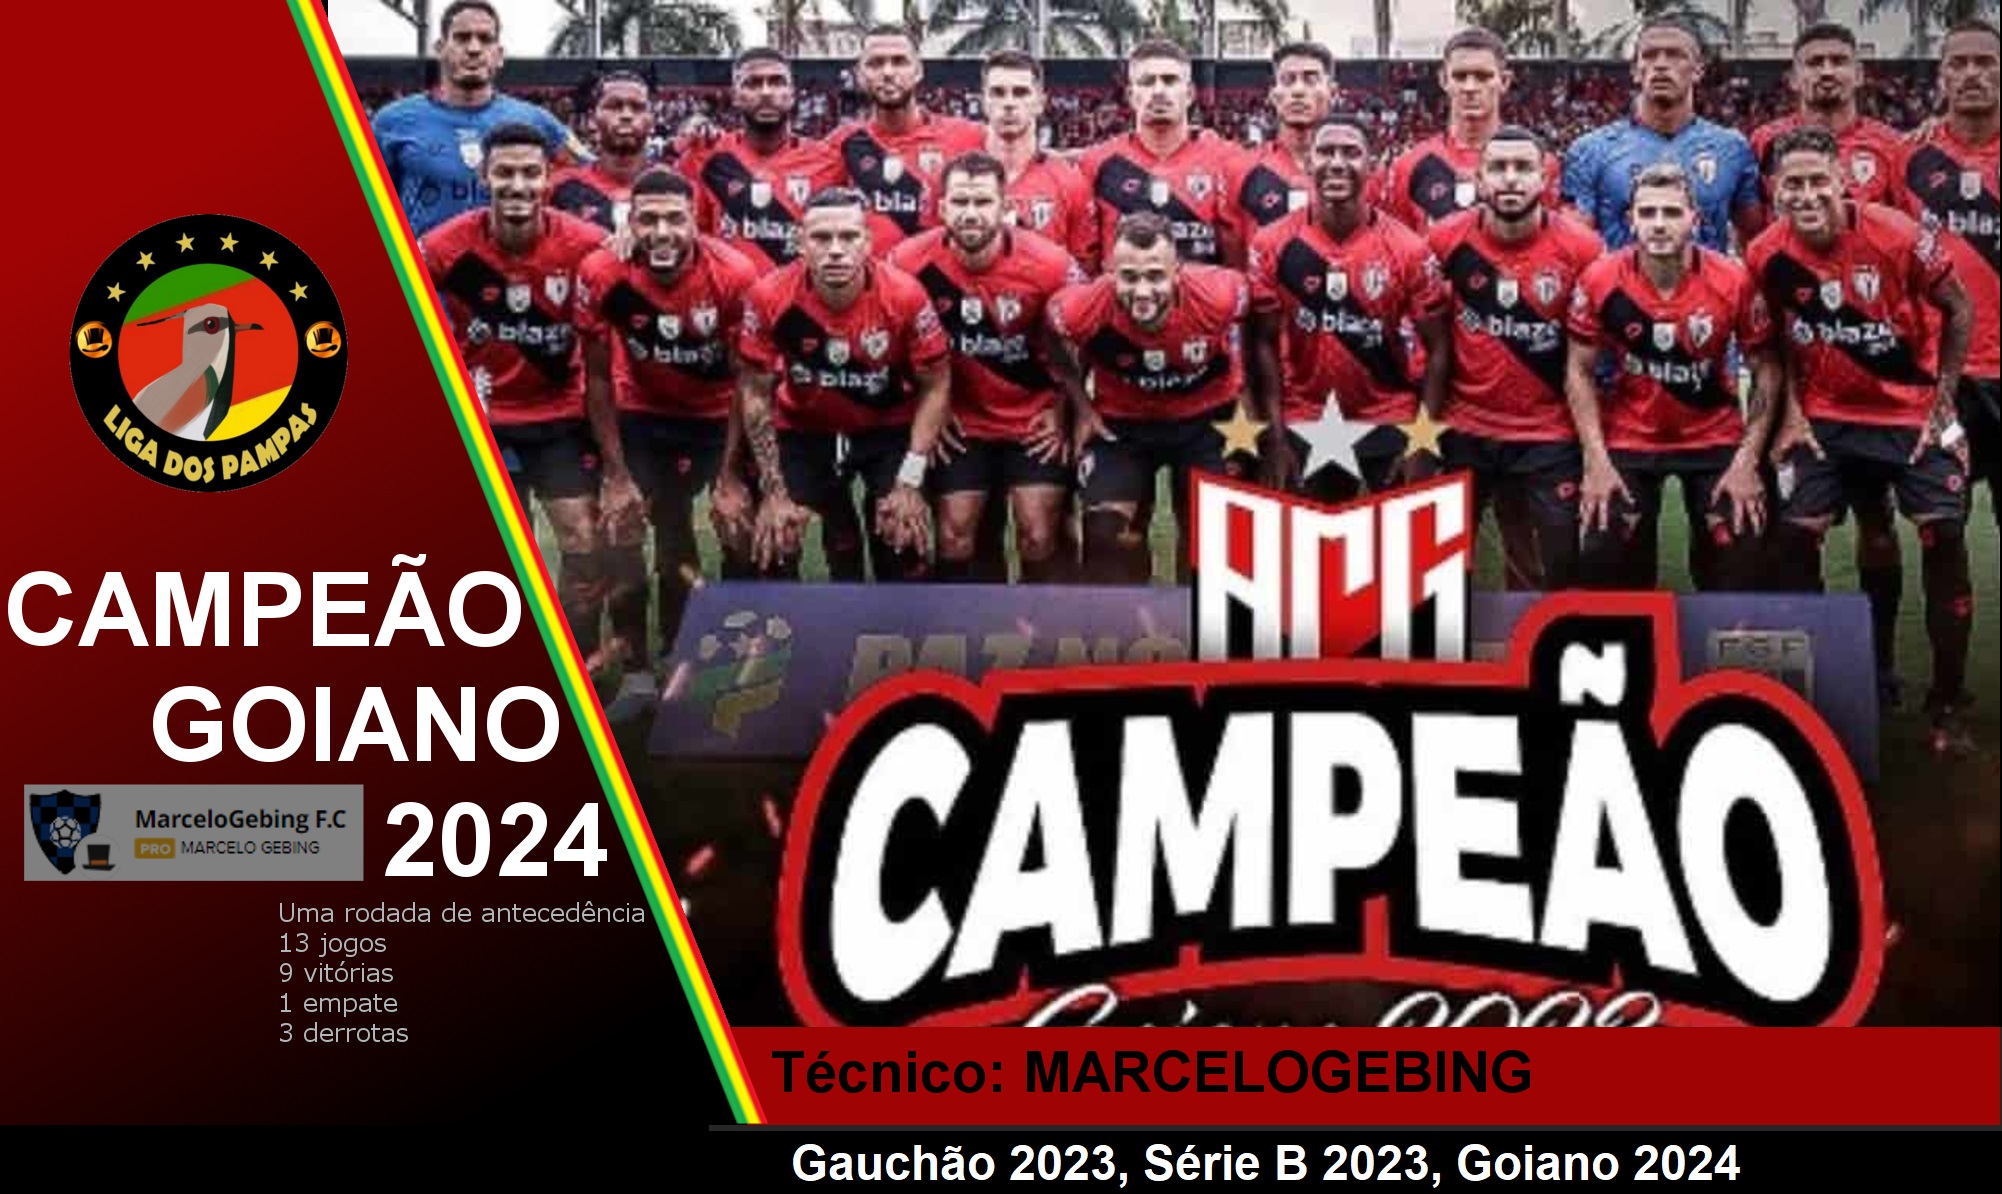 LIGA DOS PAMPAS
CAMPEÃO
GOIANO
2024
MarceloGebing F.C
PRO MARCELO GEBING
Uma rodada de antecedência
13 jogos
9 vitórias
1 empate
3 derrotas
blaze
ACG
CAMPEÃO
Técnico: MARCELOGEBING
Gauchão 2023, Série B 2023, Goiano 2024